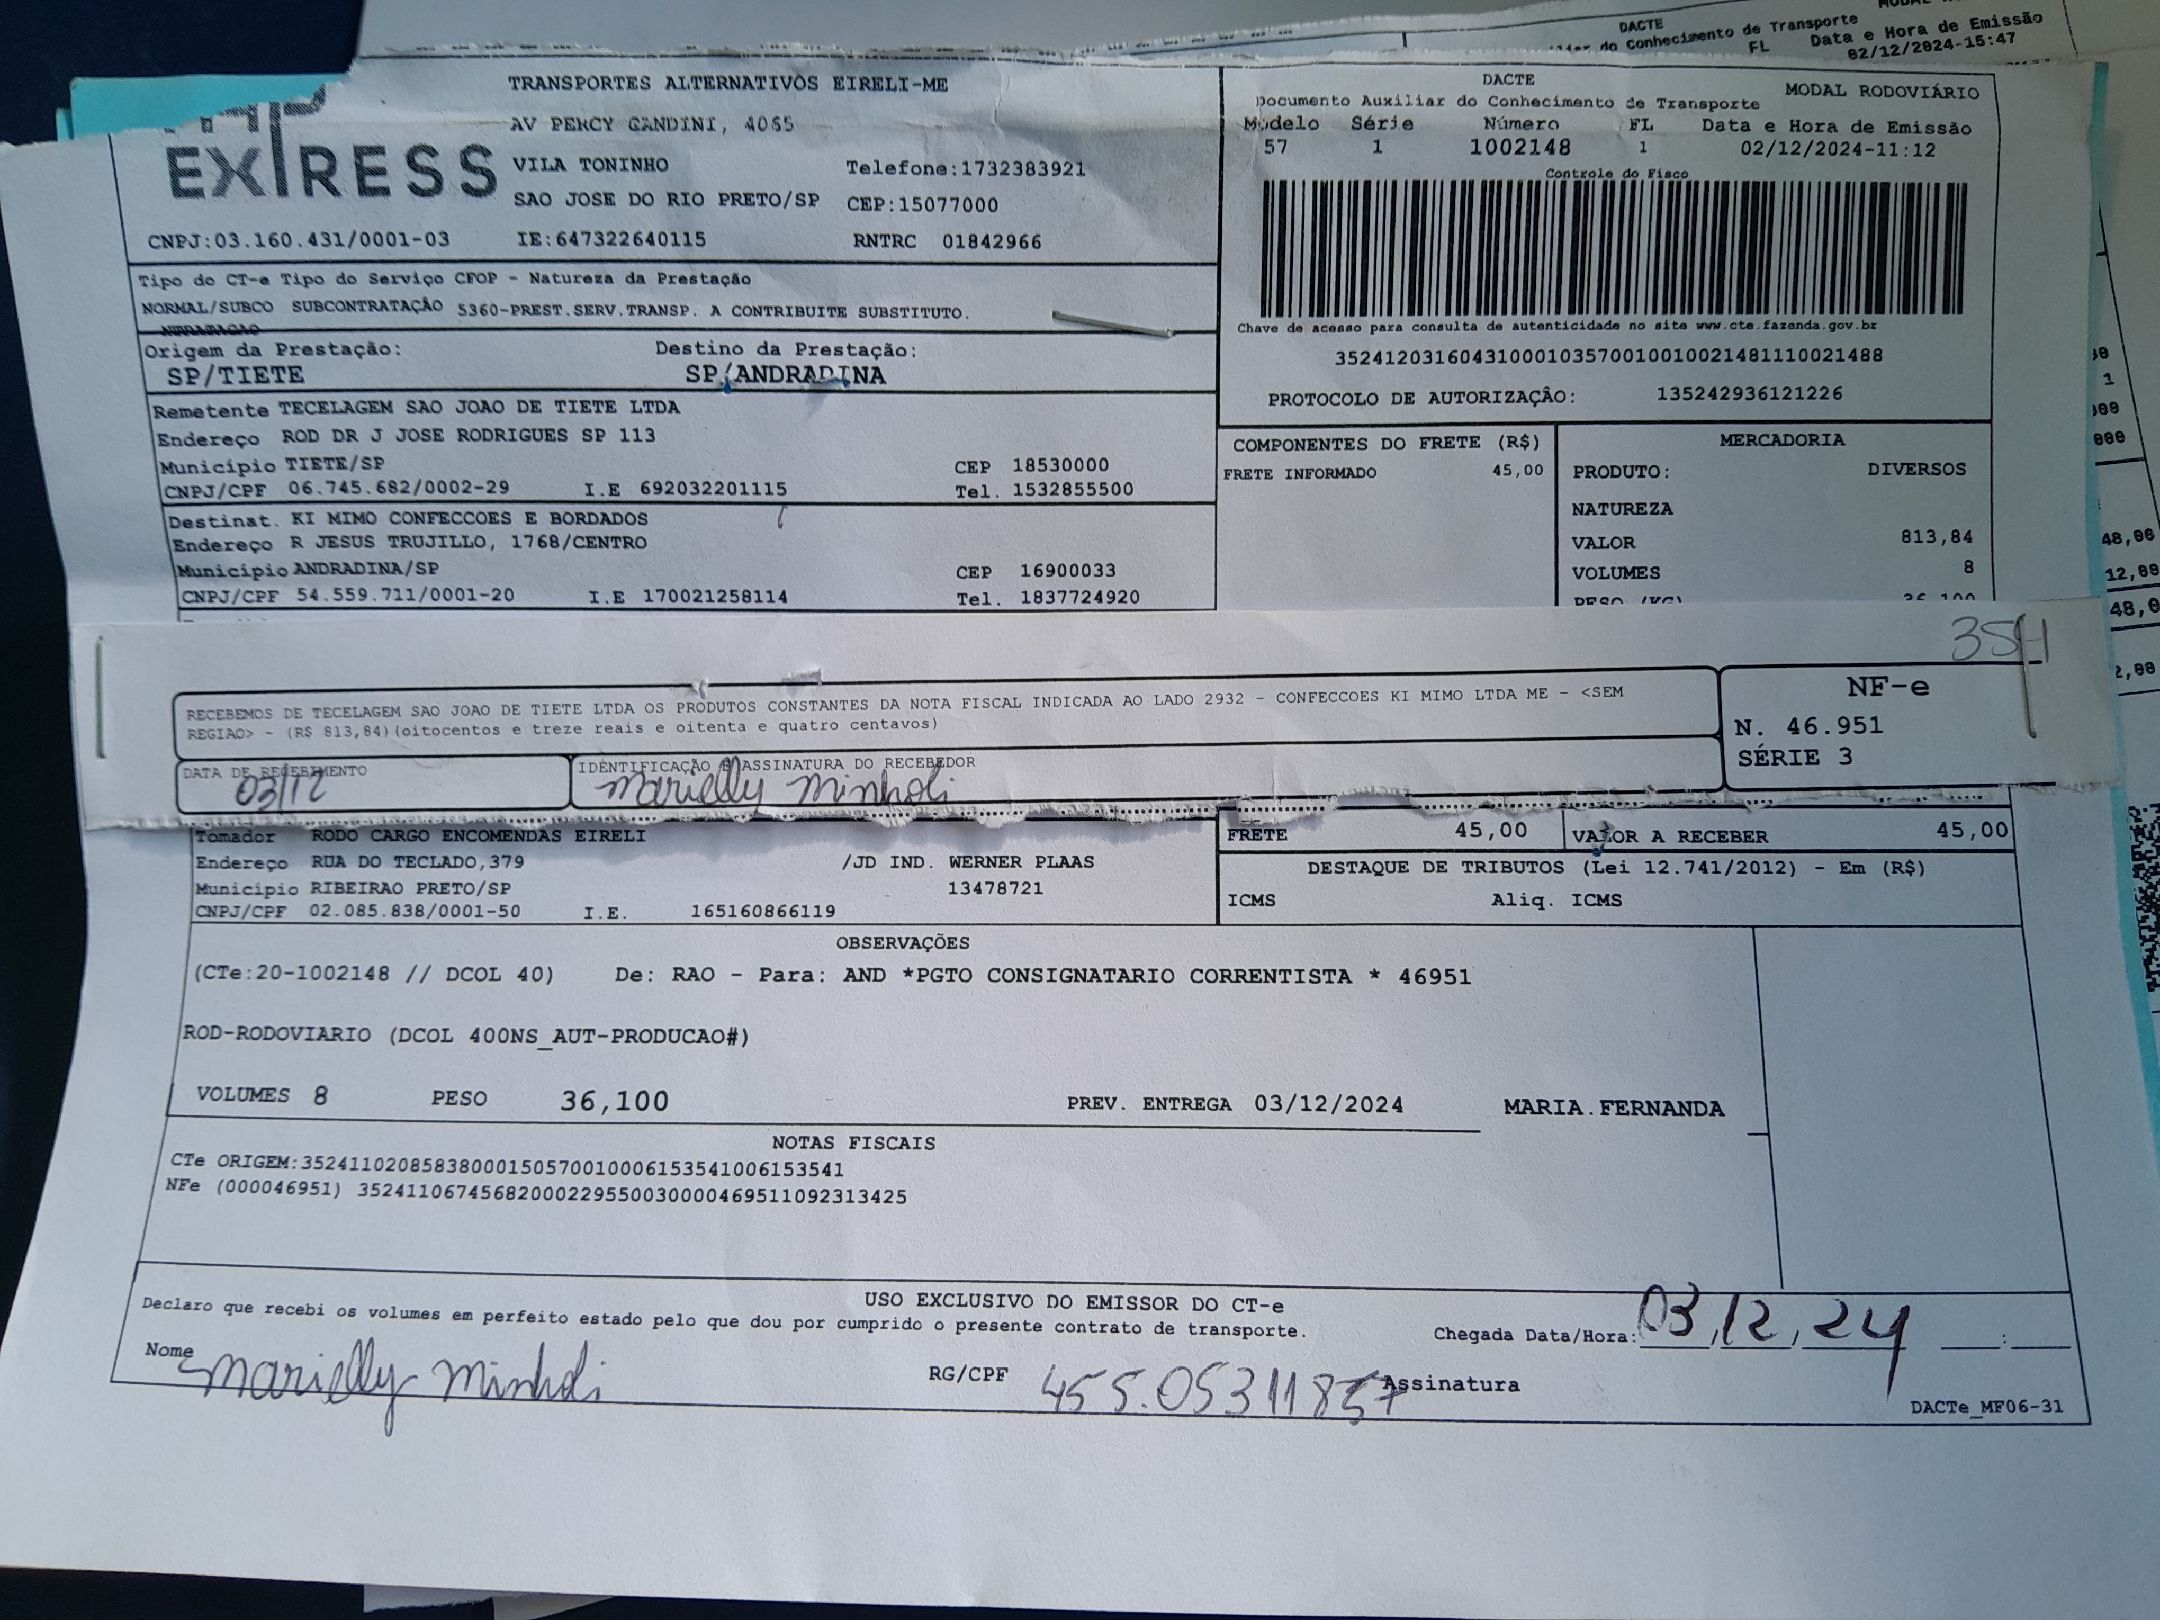 DACTE
do Conhecimento de Transporte
FL Data e Hora de Emissão
02/12/2024-15:47
EXPRESS
TRANSPORTES ALTERNATIVOS EIRELI-ME
AV PERCY GANDINI, 4065
VILA TONINHO Telefone:1732383921
SAO JOSE DO RIO PRETO/SP CEP:15077000
CNPJ:03.160.431/0001-03 IE:647322640115 RNTRC 01842966
DACTE
Documento Auxiliar do Conhecimento de Transporte MODAL RODOVIÁRIO
Modelo Série Número FL Data e Hora de Emissão
57 1 1002148 1 02/12/2024-11:12
Controle do Fisco
Chave de acesso para consulta de autenticidade no site www.cte.fazenda.gov.br
35241203160431000103570010010021481110021488
PROTOCOLO DE AUTORIZAÇÃO: 135242936121226
Tipo do CT-e Tipo do Serviço CFOP - Natureza da Prestação
NORMAL/SUBCO SUBCONTRATAÇÃO 5360-PREST.SERV.TRANSP. A CONTRIBUITE SUBSTITUTO.
NTRATACAO
Origem da Prestação: Destino da Prestação:
SP/TIETE SP/ANDRADINA
Remetente TECELAGEM SAO JOAO DE TIETE LTDA
Endereço ROD DR J JOSE RODRIGUES SP 113
Município TIETE/SP CEP 18530000
CNPJ/CPF 06.745.682/0002-29 I.E 692032201115 Tel. 1532855500
Destinat. KI MIMO CONFECCOES E BORDADOS
Endereço R JESUS TRUJILLO, 1768/CENTRO
Município ANDRADINA/SP CEP 16900033
CNPJ/CPF 54.559.711/0001-20 I.E 170021258114 Tel. 1837724920
COMPONENTES DO FRETE (R$)
FRETE INFORMADO 45,00
MERCADORIA
PRODUTO: DIVERSOS
NATUREZA
VALOR 813,84
VOLUMES 8
PESO (KG) 36,100
354
RECEBEMOS DE TECELAGEM SAO JOAO DE TIETE LTDA OS PRODUTOS CONSTANTES DA NOTA FISCAL INDICADA AO LADO 2932 - CONFECCOES KI MIMO LTDA ME - <SEM
REGIAO> - (R$ 813,84)(oitocentos e treze reais e oitenta e quatro centavos)
DATA DE RECEBIMENTO IDENTIFICAÇÃO E ASSINATURA DO RECEBEDOR
03/12 Marielly Minholi
NF-e
N. 46.951
SÉRIE 3
Tomador RODO CARGO ENCOMENDAS EIRELI
Endereço RUA DO TECLADO,379 /JD IND. WERNER PLAAS
Município RIBEIRAO PRETO/SP 13478721
CNPJ/CPF 02.085.838/0001-50 I.E. 165160866119
FRETE 45,00 VALOR A RECEBER 45,00
DESTAQUE DE TRIBUTOS (Lei 12.741/2012) - Em (R$)
ICMS Aliq. ICMS
OBSERVAÇÕES
(CTe:20-1002148 // DCOL 40) De: RAO - Para: AND *PGTO CONSIGNATARIO CORRENTISTA * 46951
ROD-RODOVIARIO (DCOL 400NS_AUT-PRODUCAO#)
VOLUMES 8 PESO 36,100 PREV. ENTREGA 03/12/2024 MARIA.FERNANDA
NOTAS FISCAIS
CTe ORIGEM:35241102085838000150570010006153541006153541
NFe (000046951) 35241106745682000229550030000469511092313425
USO EXCLUSIVO DO EMISSOR DO CT-e
Declaro que recebi os volumes em perfeito estado pelo que dou por cumprido o presente contrato de transporte.
Chegada Data/Hora: 03,12,24 :
Nome Marielly Minholi RG/CPF 455.05311857 Assinatura
DACTe_MF06-31